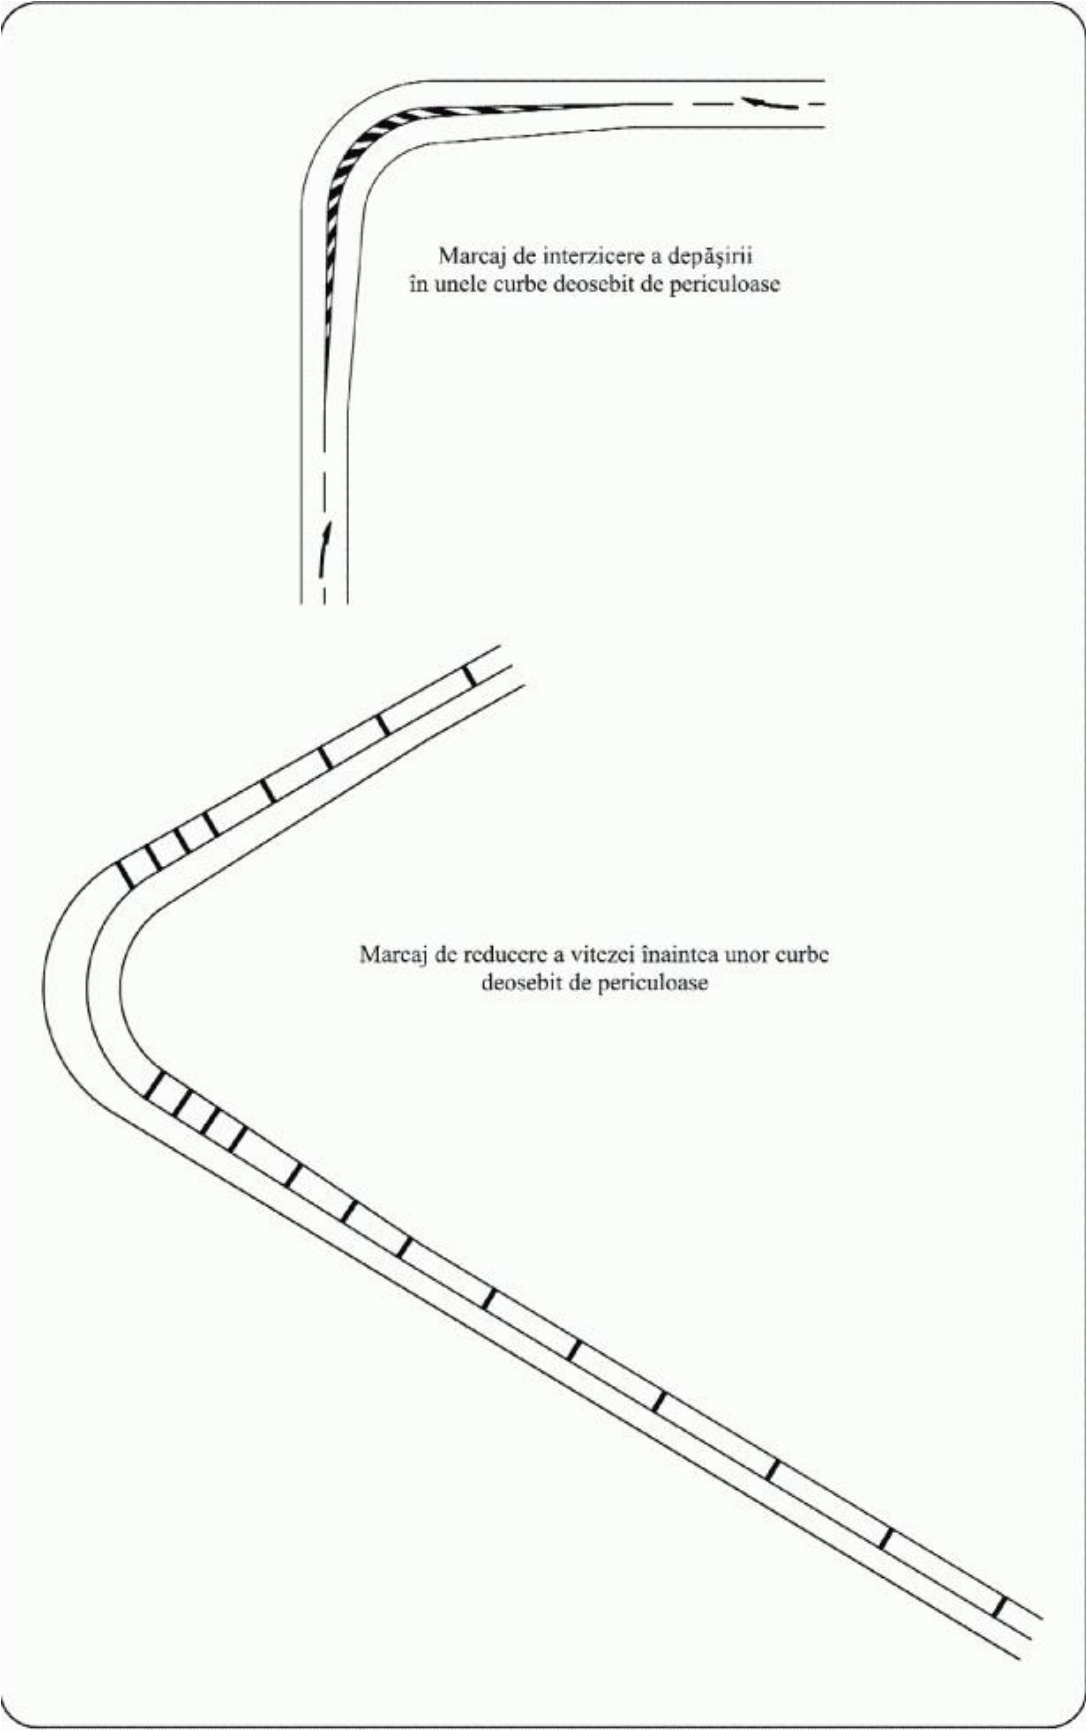 Marcaj de interzicere a depăşirii
în unele curbe deosebit de periculoase
Marcaj de reducere a vitezei înaintea unor curbe
deosebit de periculoase